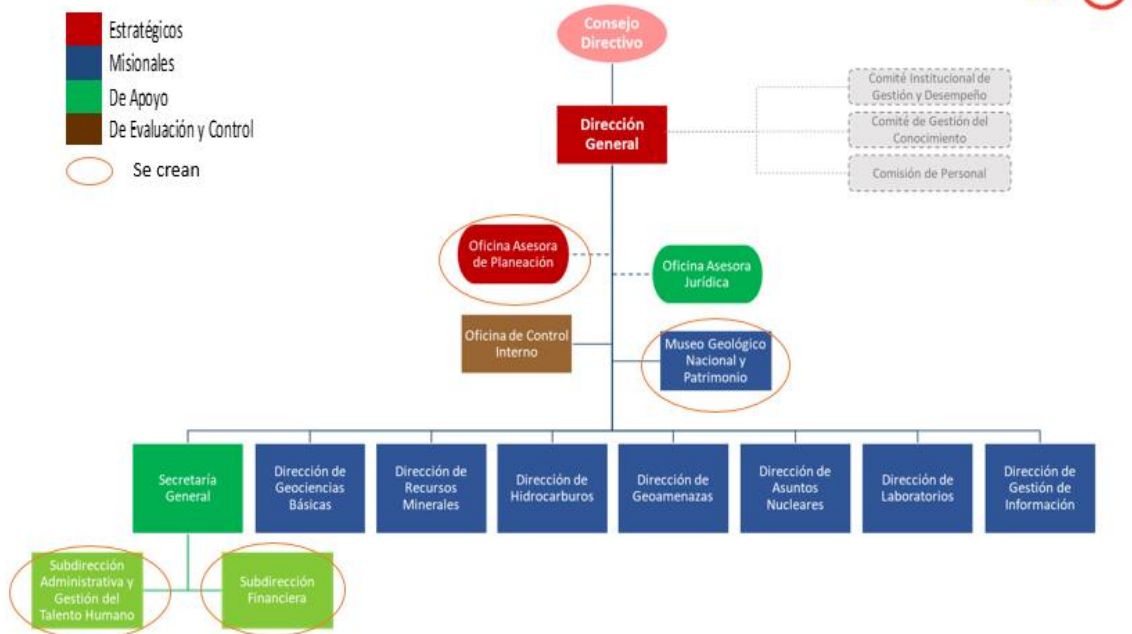 Estratégicos
Misionales
De Apoyo
De Evaluación y Control
Se crean
Consejo
Directivo
Dirección
General
Comité Institucional de
Gestión y Desempeño
Comité de Gestión del
Conocimiento
Comisión de Personal
Oficina Asesora
de Planeación
Oficina Asesora
Jurídica
Oficina de Control
Interno
Museo Geológico
Nacional y
Patrimonio
Secretaría
General
Dirección de
Geociencias
Básicas
Dirección de
Recursos
Minerales
Dirección de
Hidrocarburos
Dirección de
Geoamenazas
Dirección de
Asuntos
Nucleares
Dirección de
Laboratorios
Dirección de
Gestión de
Información
Subdirección
Administrativa y
Gestión del
Talento Humano
Subdirección
Financiera